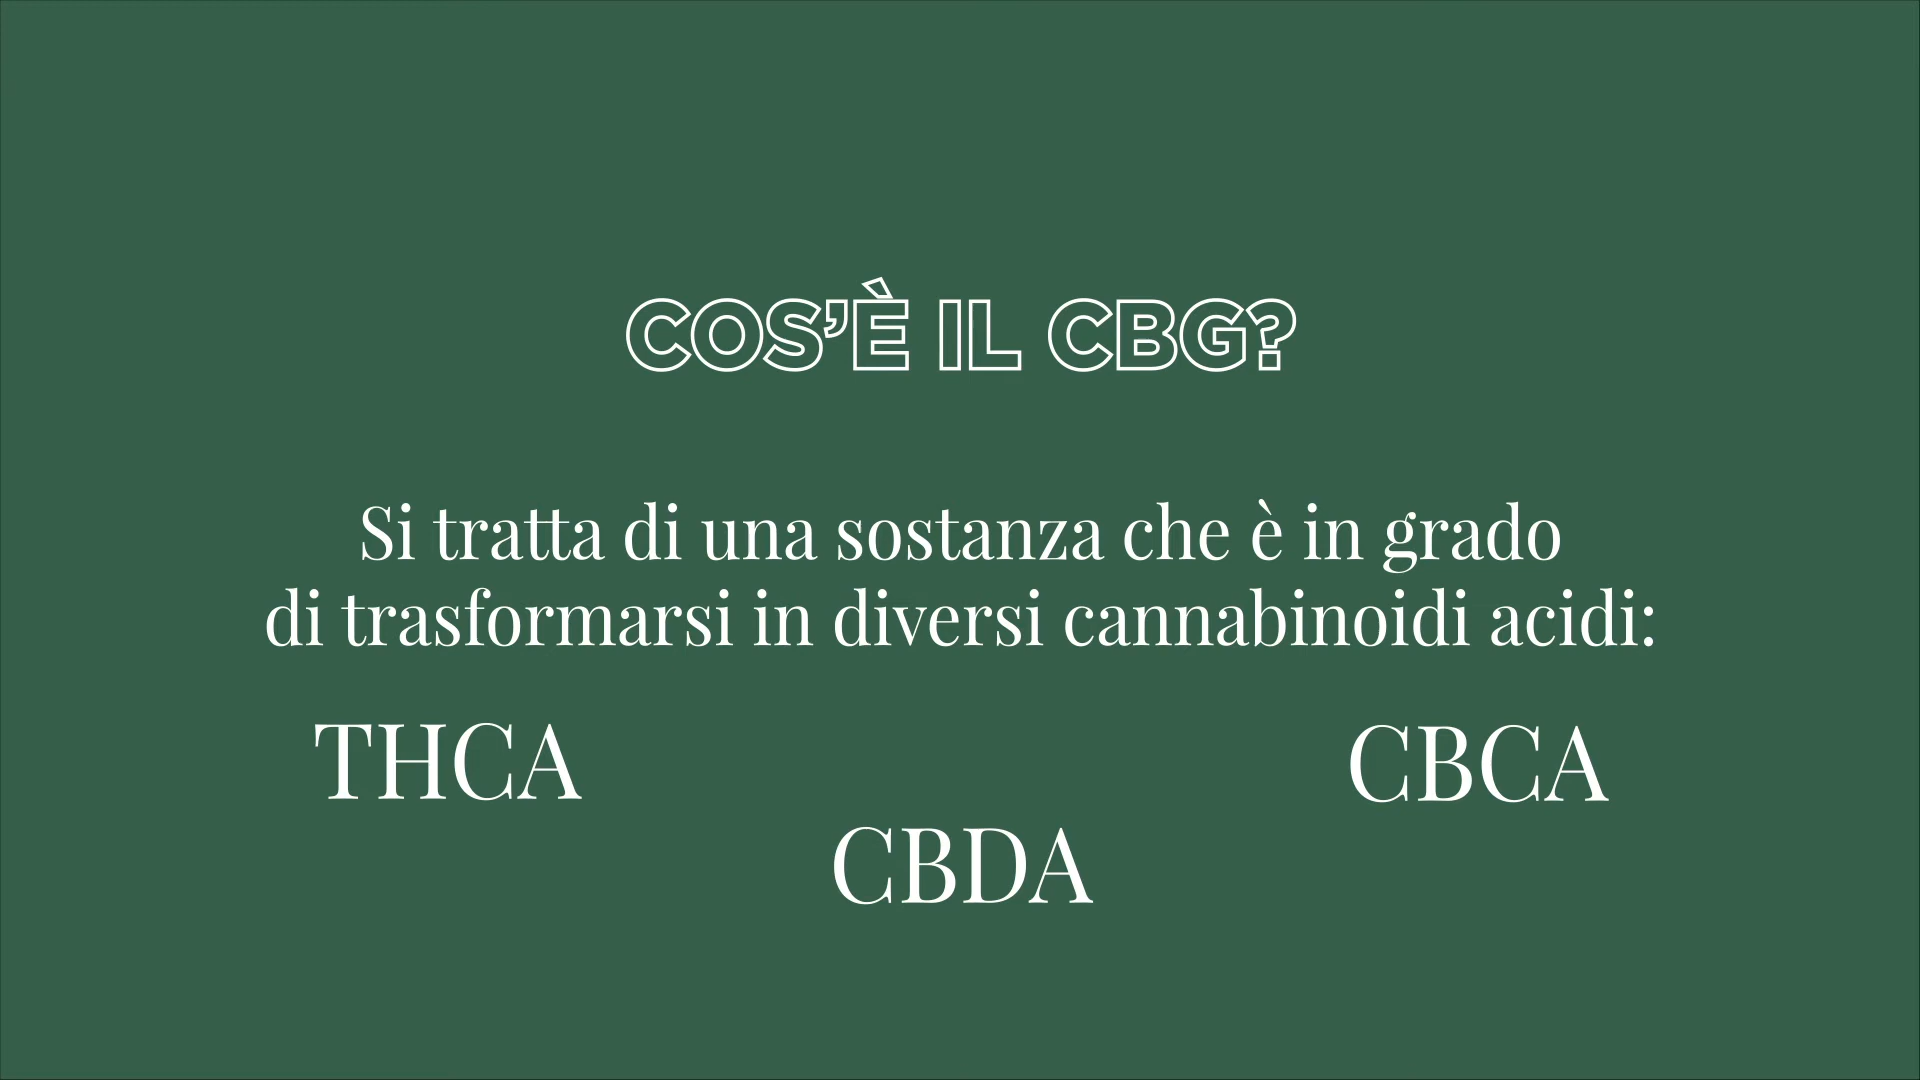 COS’È IL CBG?
Si tratta di una sostanza che è in grado
di trasformarsi in diversi cannabinoidi acidi:
THCA
CBCA
CBDA